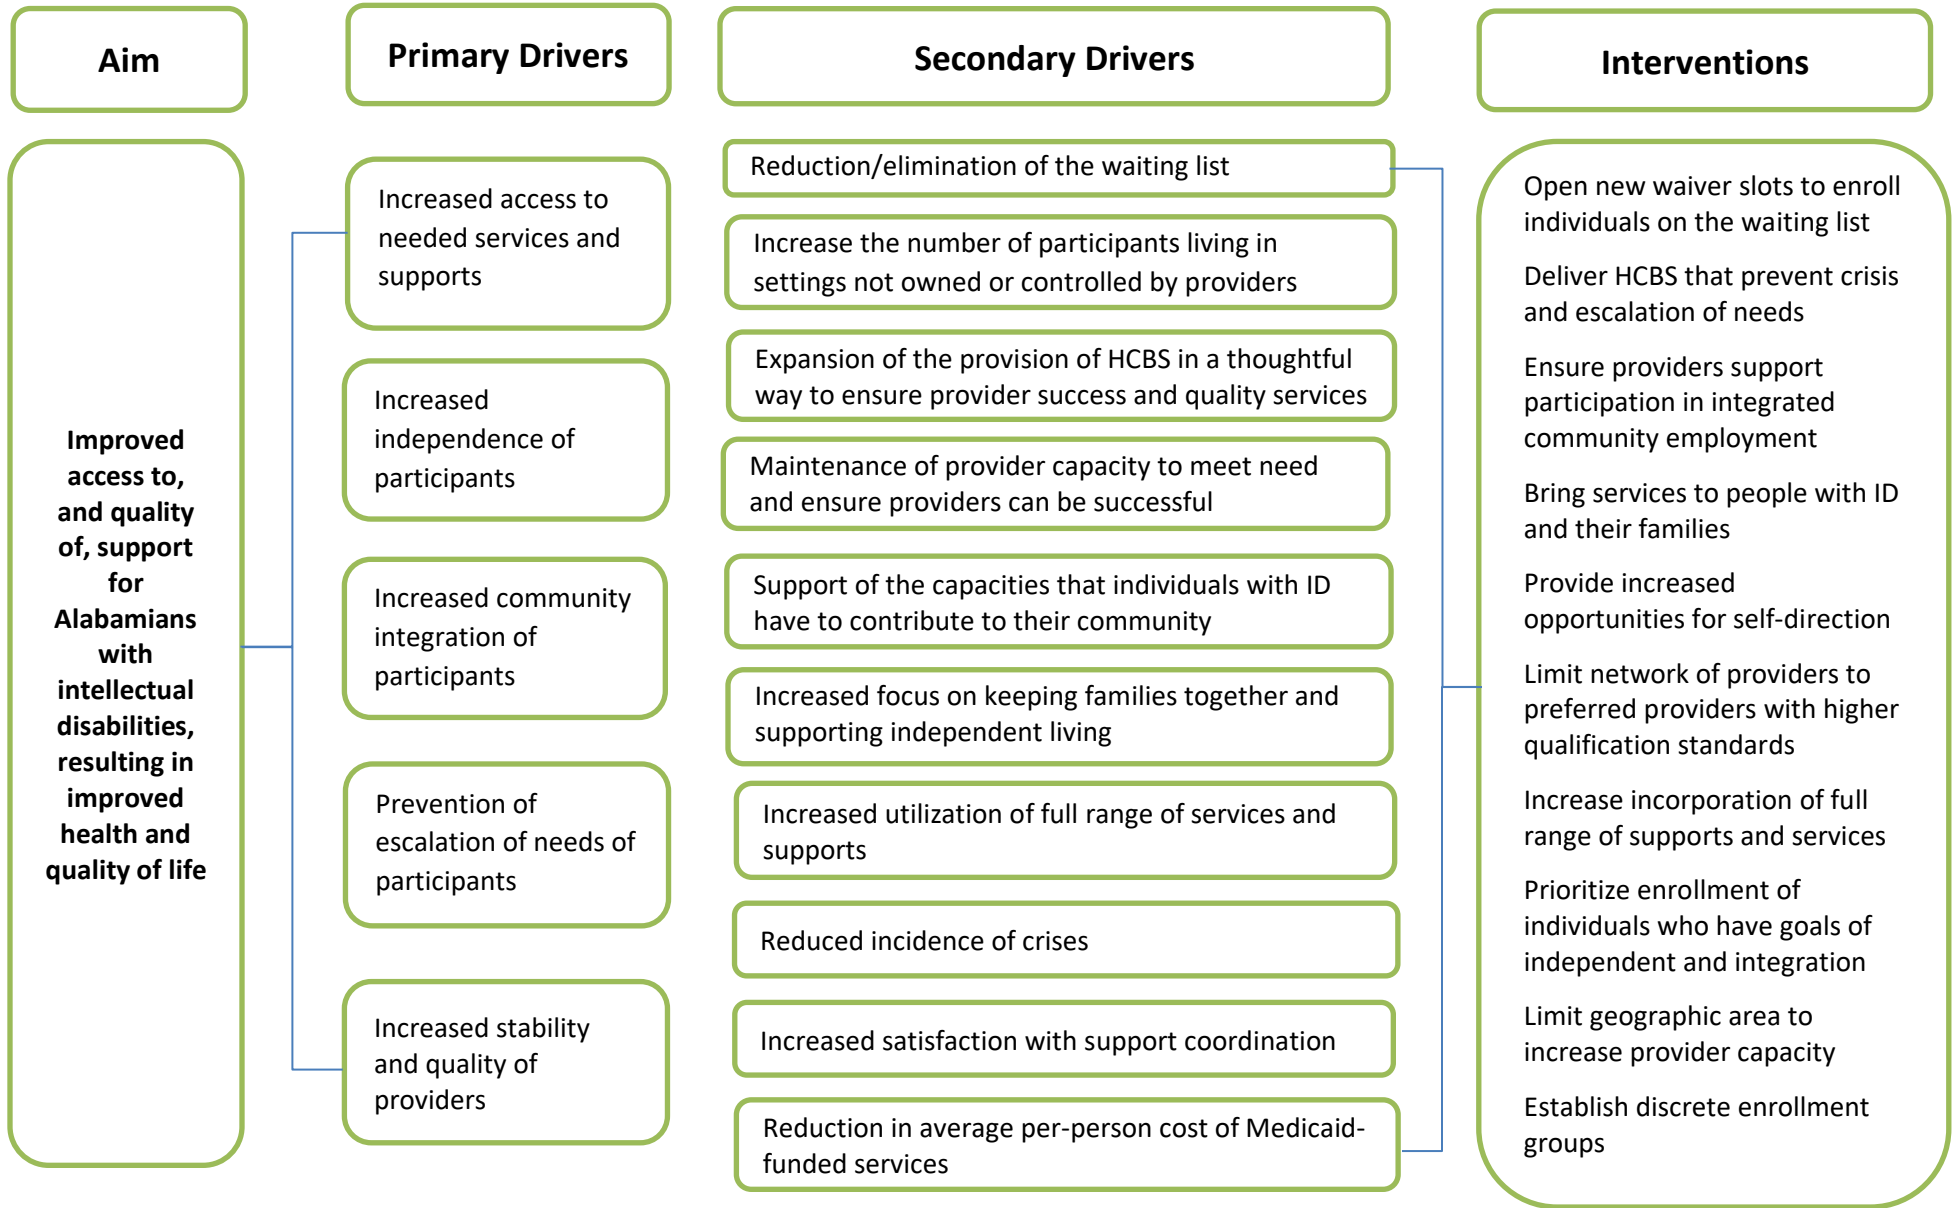 Aim
Primary Drivers
Secondary Drivers
Interventions
Improved
access to,
and quality
of, support
for
Alabamians
with
intellectual
disabilities,
resulting in
improved
health and
quality of life
Increased access to
needed services and
supports
Increased
independence of
participants
Increased community
integration of
participants
Prevention of
escalation of needs of
participants
Increased stability
and quality of
providers
Reduction/elimination of the waiting list
Increase the number of participants living in
settings not owned or controlled by providers
Expansion of the provision of HCBS in a thoughtful
way to ensure provider success and quality services
Maintenance of provider capacity to meet need
and ensure providers can be successful
Support of the capacities that individuals with ID
have to contribute to their community
Increased focus on keeping families together and
supporting independent living
Increased utilization of full range of services and
supports
Reduced incidence of crises
Increased satisfaction with support coordination
Reduction in average per-person cost of Medicaid-
funded services
Open new waiver slots to enroll
individuals on the waiting list
Deliver HCBS that prevent crisis
and escalation of needs
Ensure providers support
participation in integrated
community employment
Bring services to people with ID
and their families
Provide increased
opportunities for self-direction
Limit network of providers to
preferred providers with higher
qualification standards
Increase incorporation of full
range of supports and services
Prioritize enrollment of
individuals who have goals of
independent and integration
Limit geographic area to
increase provider capacity
Establish discrete enrollment
groups